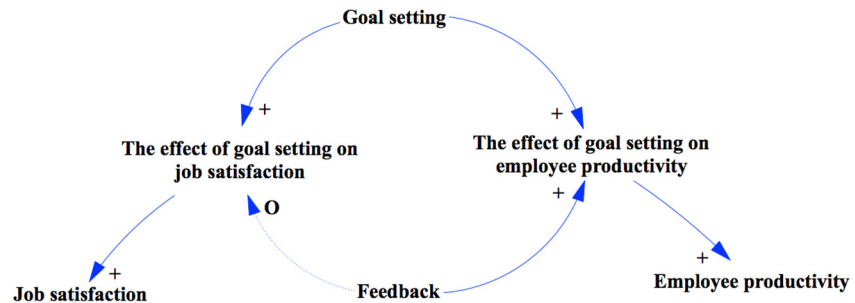 Goal setting
+
+
The effect of goal setting on
job satisfaction
The effect of goal setting on
employee productivity
O
+
+
+
Job satisfaction
Feedback
Employee productivity